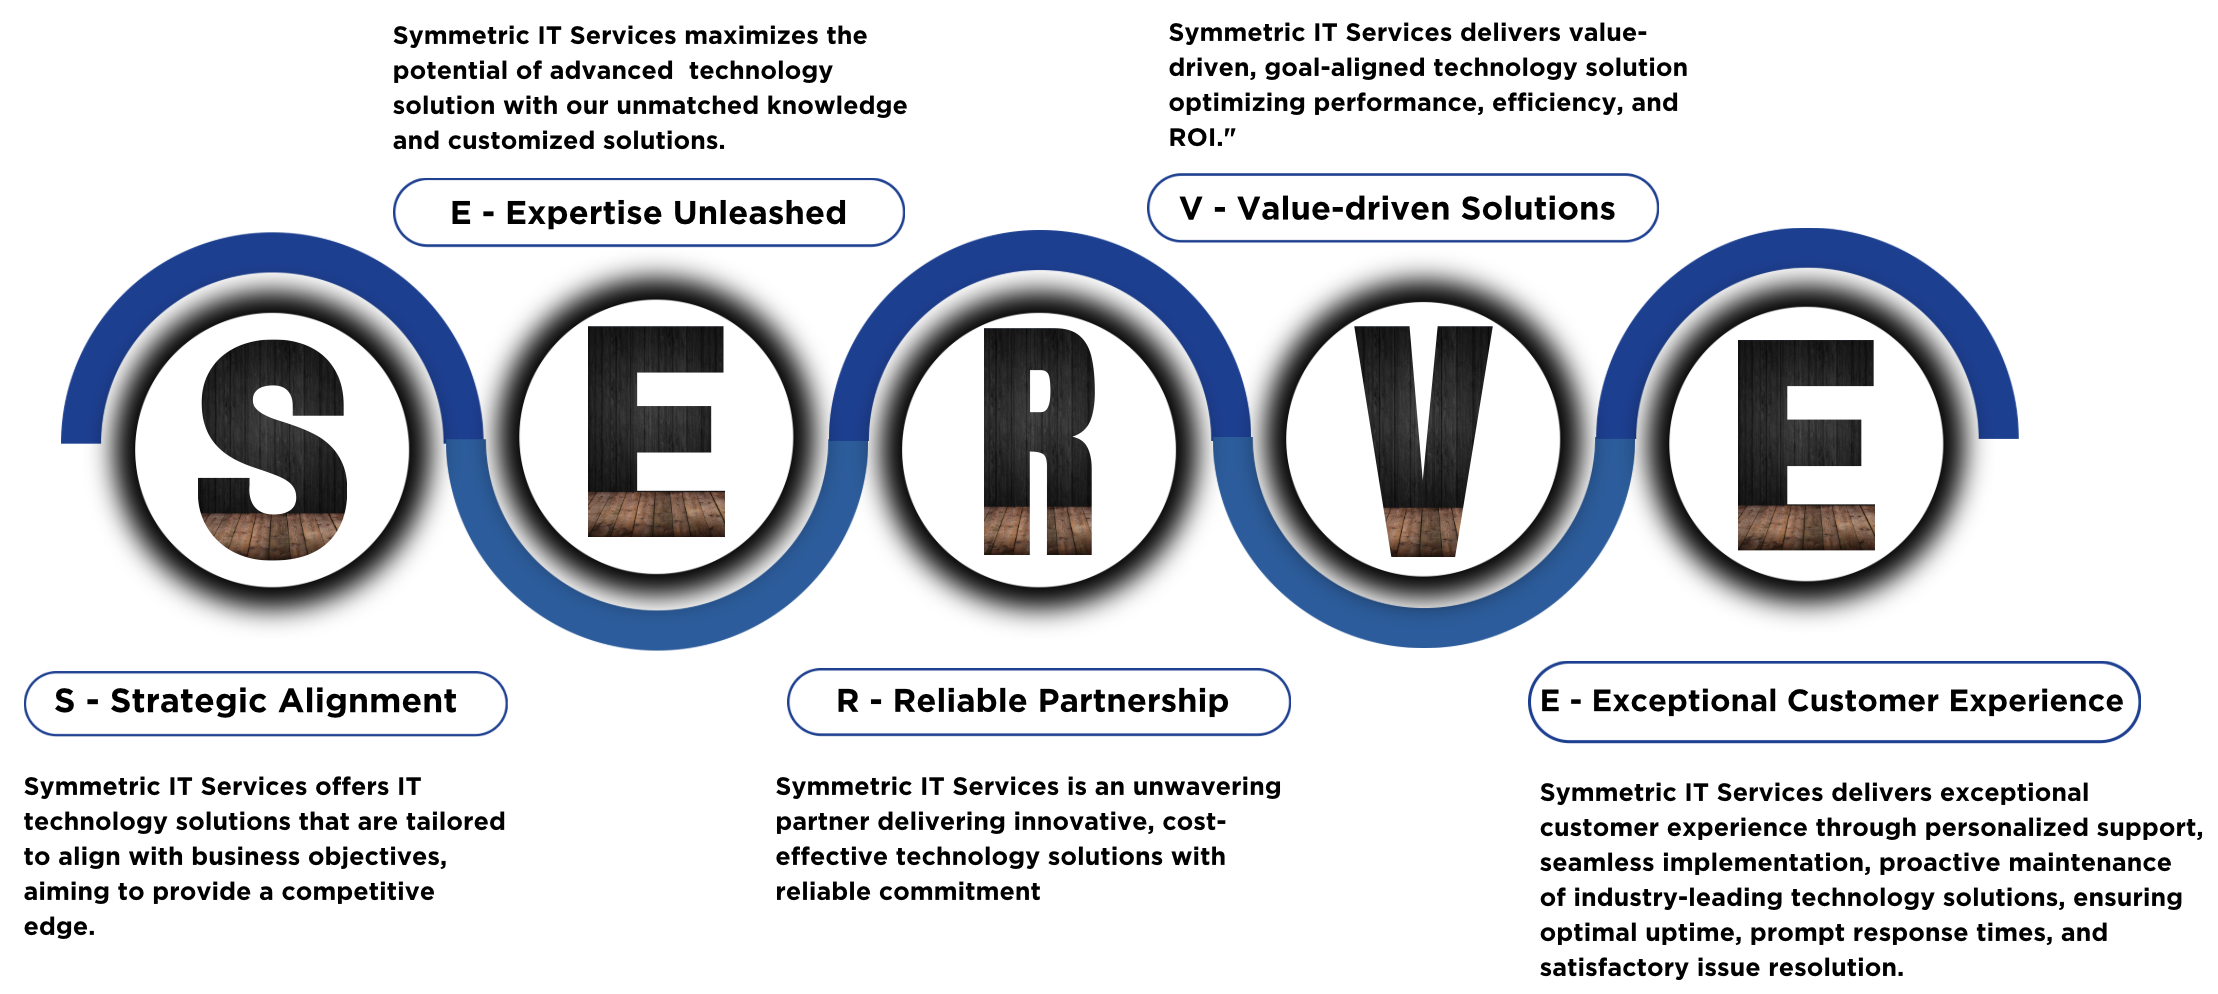 Symmetric IT Services maximizes the
potential of advanced  technology
solution with our unmatched knowledge
and customized solutions.
Symmetric IT Services delivers value-
driven, goal-aligned technology solution
optimizing performance, efficiency, and
ROI."
E - Expertise Unleashed
V - Value-driven Solutions
S E R V E
S - Strategic Alignment
R - Reliable Partnership
E - Exceptional Customer Experience
Symmetric IT Services offers IT
technology solutions that are tailored
to align with business objectives,
aiming to provide a competitive
edge.
Symmetric IT Services is an unwavering
partner delivering innovative, cost-
effective technology solutions with
reliable commitment
Symmetric IT Services delivers exceptional
customer experience through personalized support,
seamless implementation, proactive maintenance
of industry-leading technology solutions, ensuring
optimal uptime, prompt response times, and
satisfactory issue resolution.